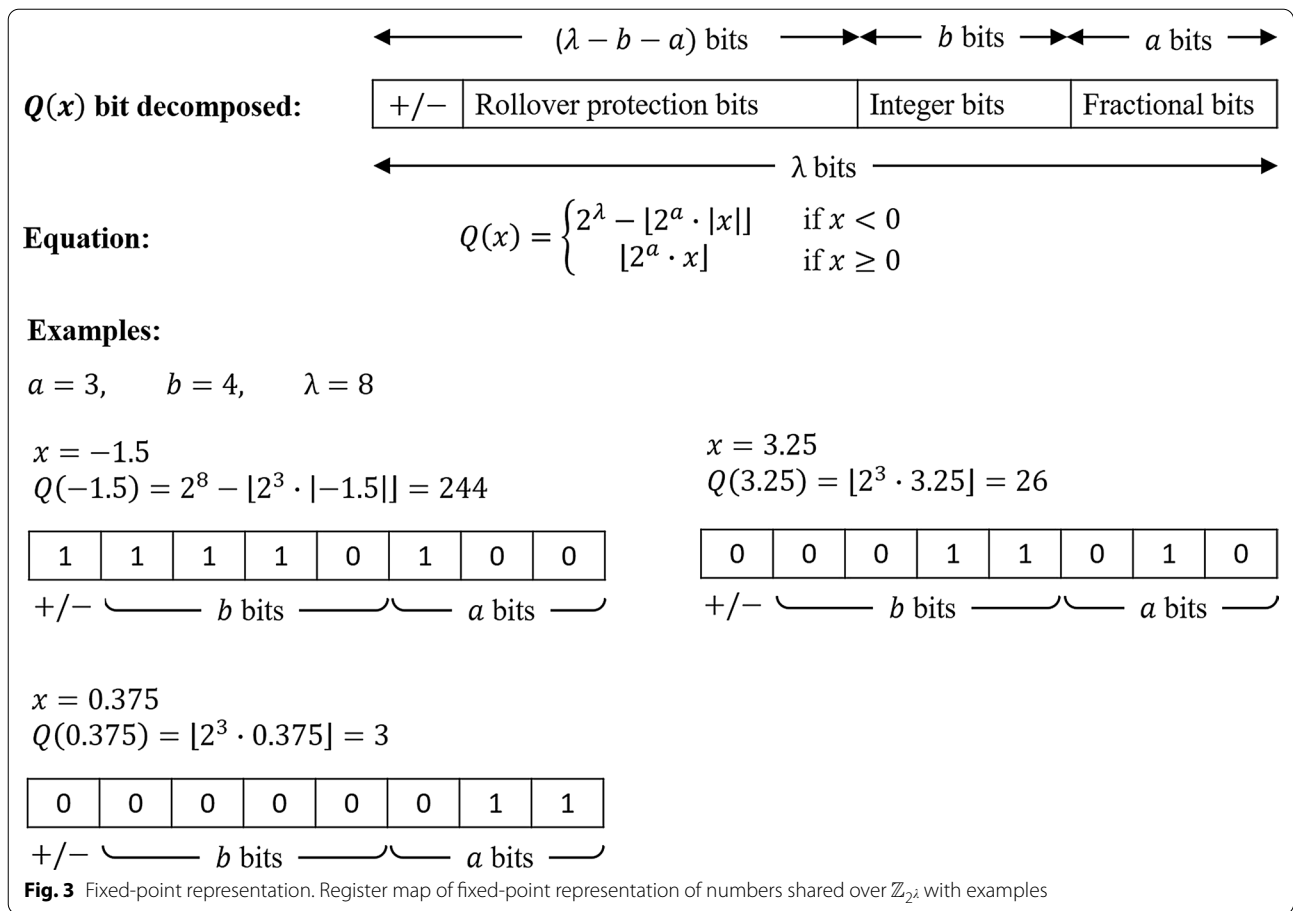 (λ − b − a) bits b bits a bits
Q(x) bit decomposed: +/− Rollover protection bits Integer bits Fractional bits
λ bits
Equation: Q(x) = { 2^λ − ⌊2^a · |x|⌋ if x < 0
⌊2^a · x⌋ if x ≥ 0
Examples:
a = 3, b = 4, λ = 8
x = −1.5
Q(−1.5) = 2^8 − ⌊2^3 · |−1.5|⌋ = 244
1 1 1 1 0 1 0 0
+/− b bits a bits
x = 3.25
Q(3.25) = ⌊2^3 · 3.25⌋ = 26
0 0 0 1 1 0 1 0
+/− b bits a bits
x = 0.375
Q(0.375) = ⌊2^3 · 0.375⌋ = 3
0 0 0 0 0 0 1 1
+/− b bits a bits
Fig. 3 Fixed-point representation. Register map of fixed-point representation of numbers shared over ℤ_{2^λ} with examples